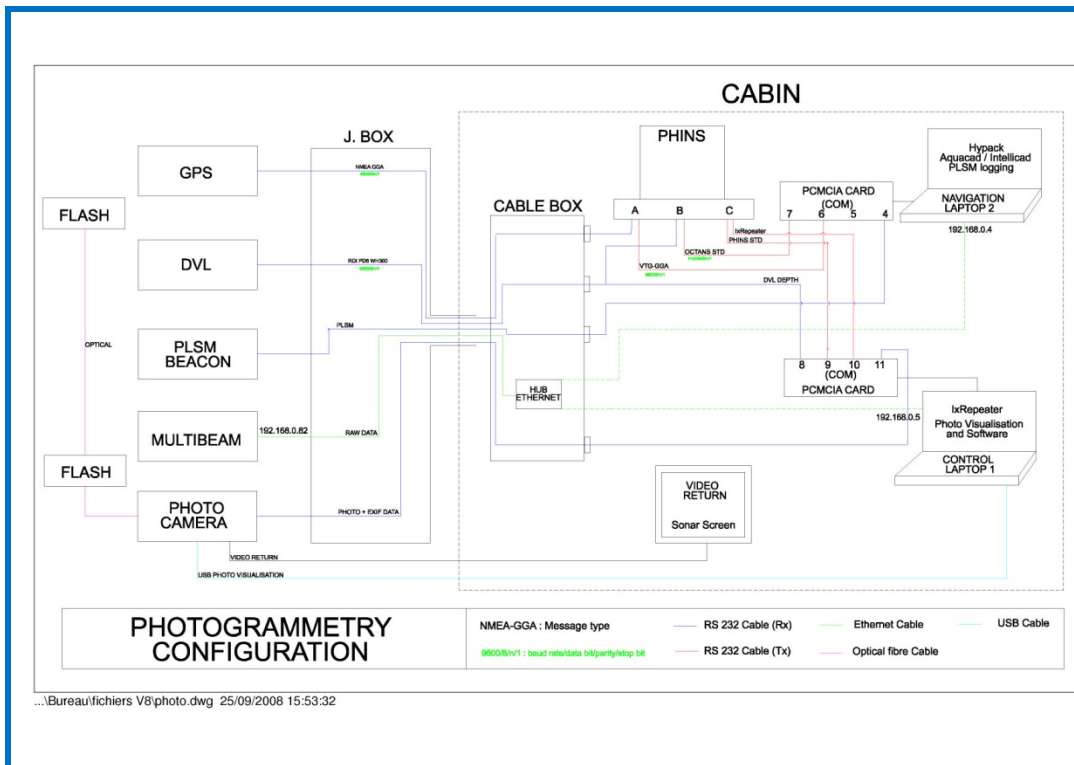 CABIN
J. BOX
PHINS
Hypack
Aquacad / Intellicad
PLSM logging
GPS
NMEA GGA
PCMCIA CARD
(COM)
7 6 5 4
NAVIGATION
LAPTOP 2
192.168.0.4
FLASH
CABLE BOX
A B C
IxRepeater
PHINS STD
OCTANS STD
VTG-GGA
DVL
RDI PD6 WH300
DVL DEPTH
OPTICAL
PLSM
BEACON
PLSM
8 9 10 11
(COM)
PCMCIA CARD
HUB
ETHERNET
192.168.0.5
IxRepeater
Photo Visualisation
and Software
MULTIBEAM
192.168.0.82
RAW DATA
CONTROL
LAPTOP 1
FLASH
PHOTO
CAMERA
PHOTO + EXIF DATA
VIDEO
RETURN
Sonar Screen
VIDEO RETURN
USB PHOTO VISUALISATION
PHOTOGRAMMETRY
CONFIGURATION
NMEA-GGA : Message type
9600/8/n/1 : baud rate/data bit/parity/stop bit
RS 232 Cable (Rx)
RS 232 Cable (Tx)
Ethernet Cable
Optical fibre Cable
USB Cable
...\Bureau\fichiers V8\photo.dwg 25/09/2008 15:53:32